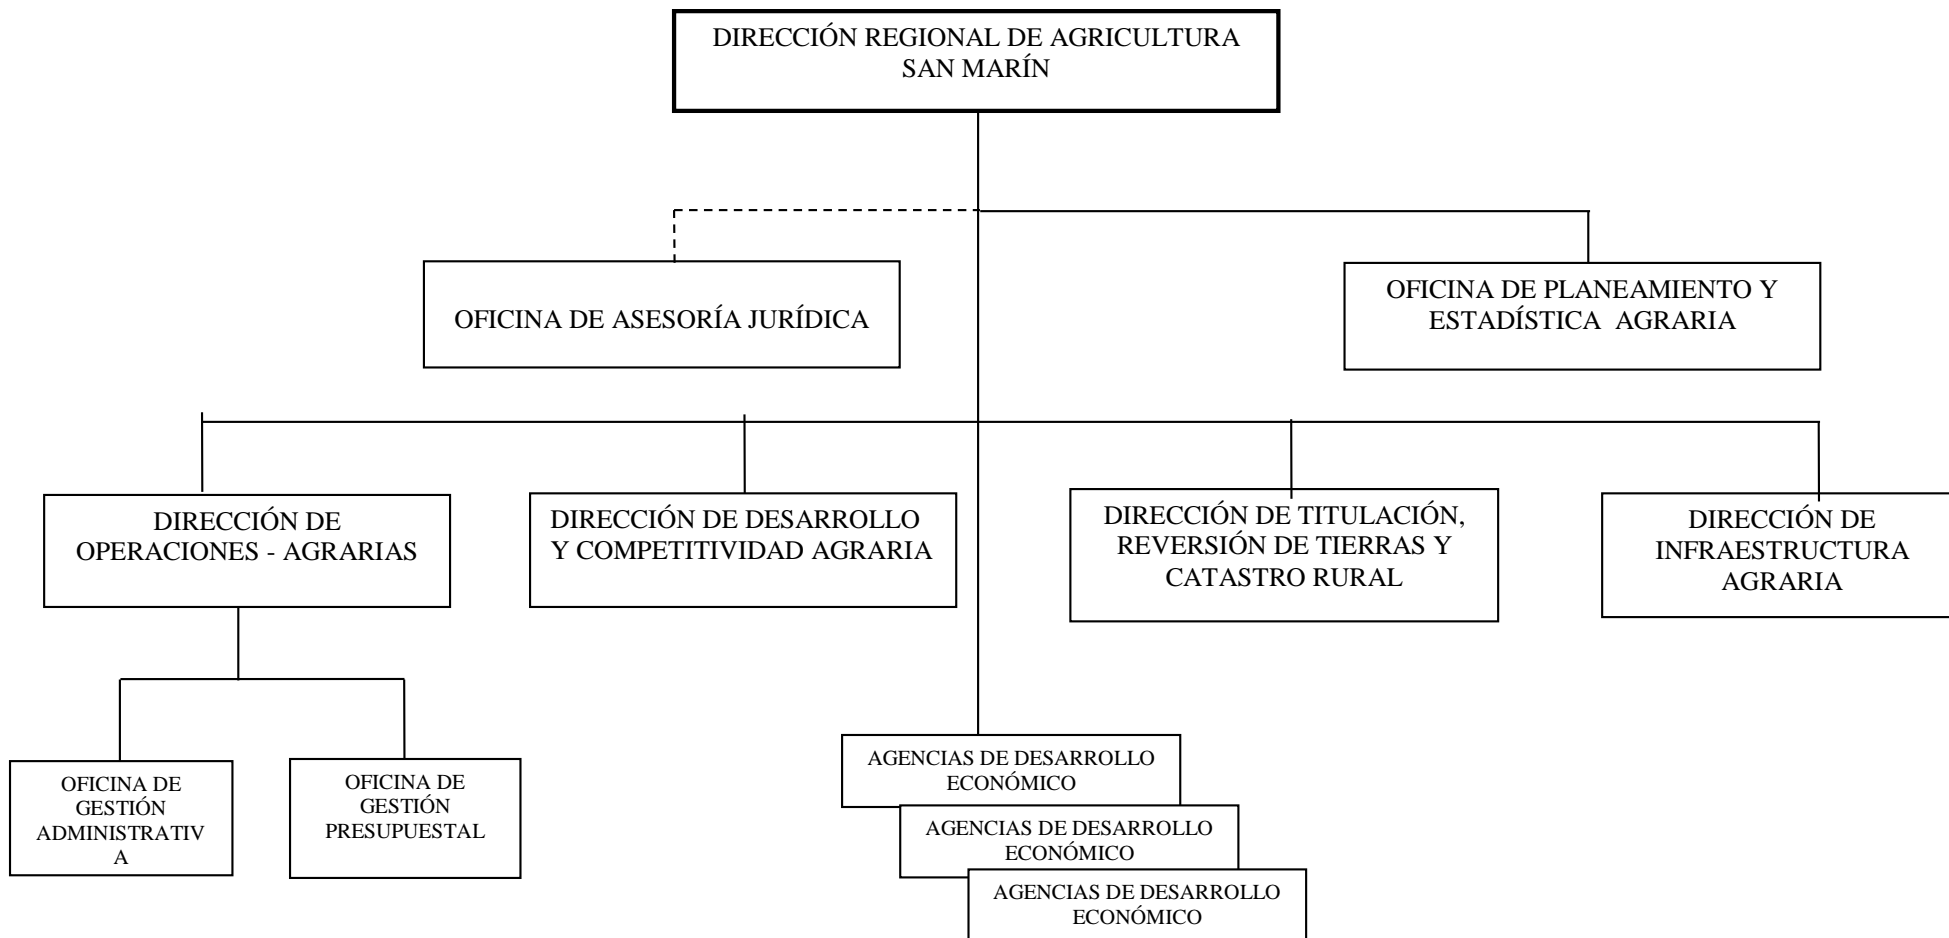 DIRECCIÓN REGIONAL DE AGRICULTURA
SAN MARÍN
OFICINA DE ASESORÍA JURÍDICA
OFICINA DE PLANEAMIENTO Y
ESTADÍSTICA AGRARIA
DIRECCIÓN DE
OPERACIONES - AGRARIAS
DIRECCIÓN DE DESARROLLO
Y COMPETITIVIDAD AGRARIA
DIRECCIÓN DE TITULACIÓN,
REVERSIÓN DE TIERRAS Y
CATASTRO RURAL
DIRECCIÓN DE
INFRAESTRUCTURA
AGRARIA
OFICINA DE
GESTIÓN
ADMINISTRATIV
A
OFICINA DE
GESTIÓN
PRESUPUESTAL
AGENCIAS DE DESARROLLO
ECONÓMICO
AGENCIAS DE DESARROLLO
ECONÓMICO
AGENCIAS DE DESARROLLO
ECONÓMICO